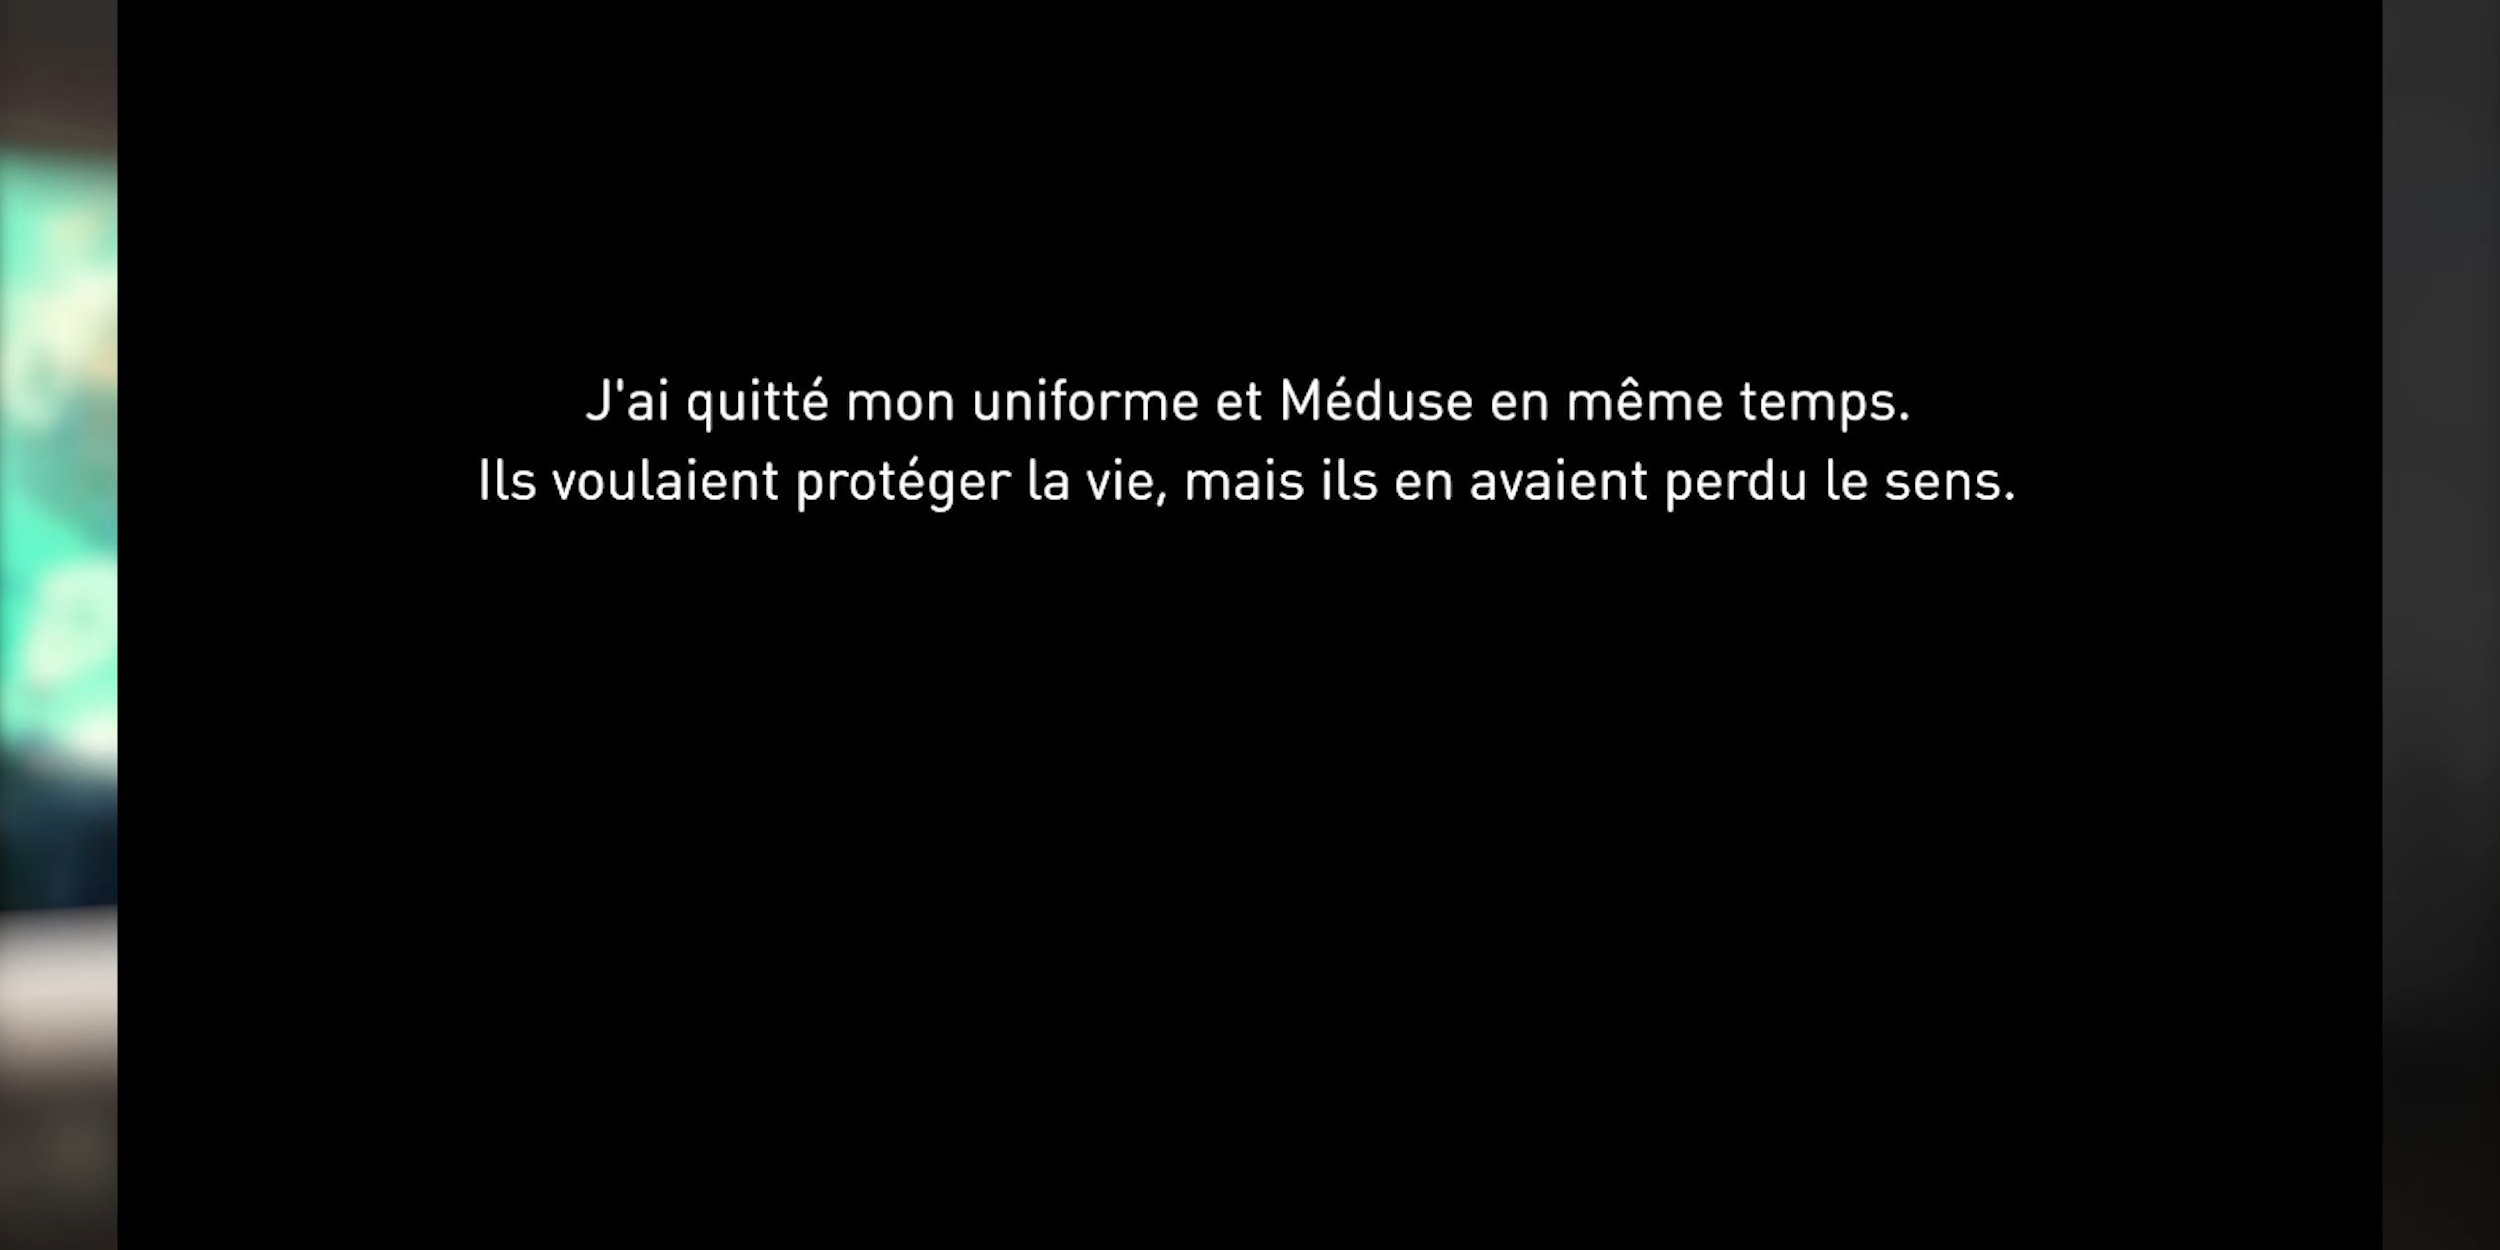 J'ai quitté mon uniforme et Méduse en même temps.
Ils voulaient protéger la vie, mais ils en avaient perdu le sens.